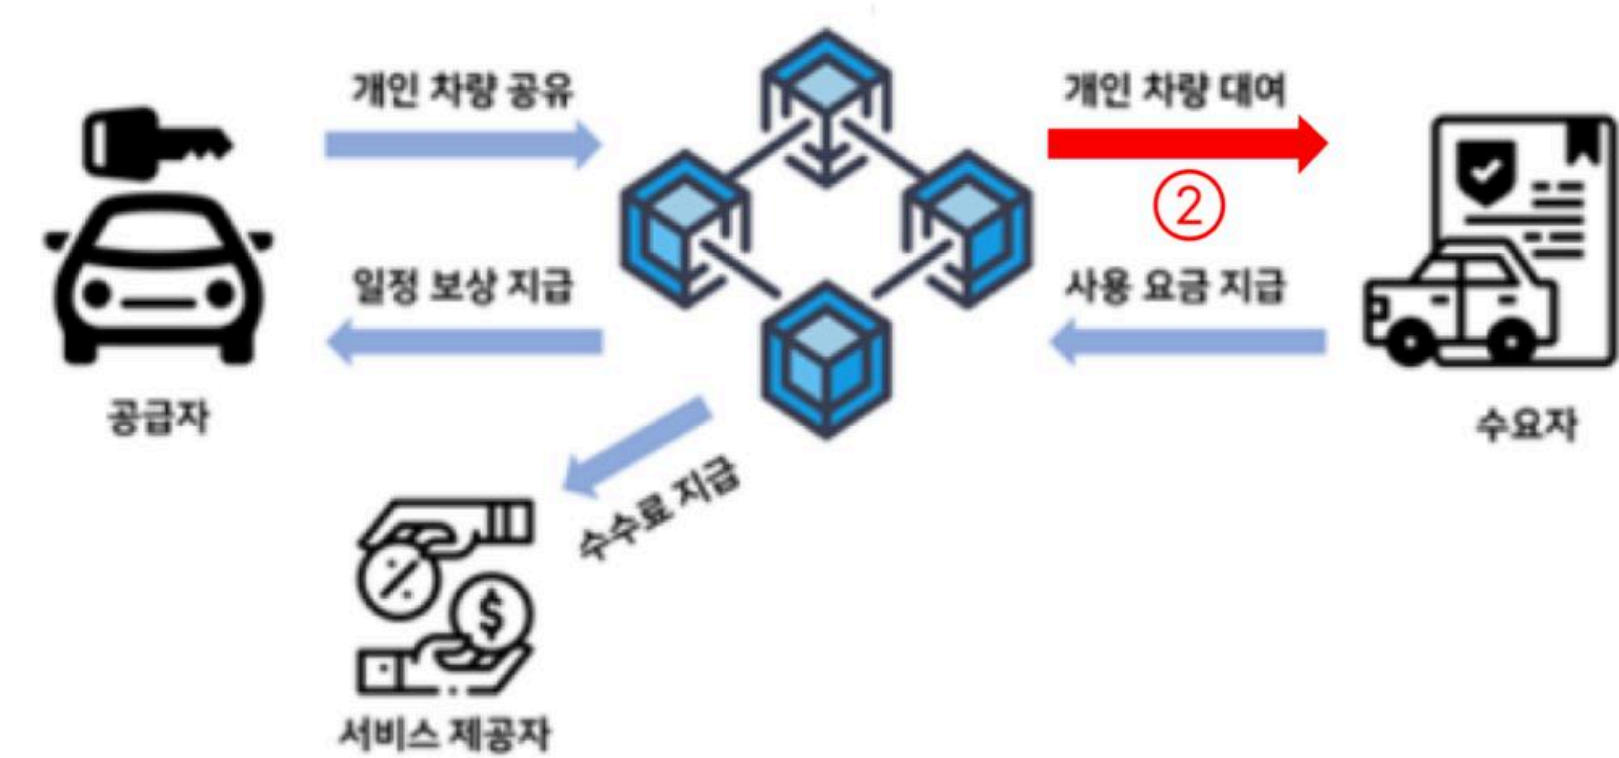 개인 차량 공유
개인 차량 대여
②
일정 보상 지급
사용 요금 지급
공급자
수요자
수수료 지급
%
$
서비스 제공자